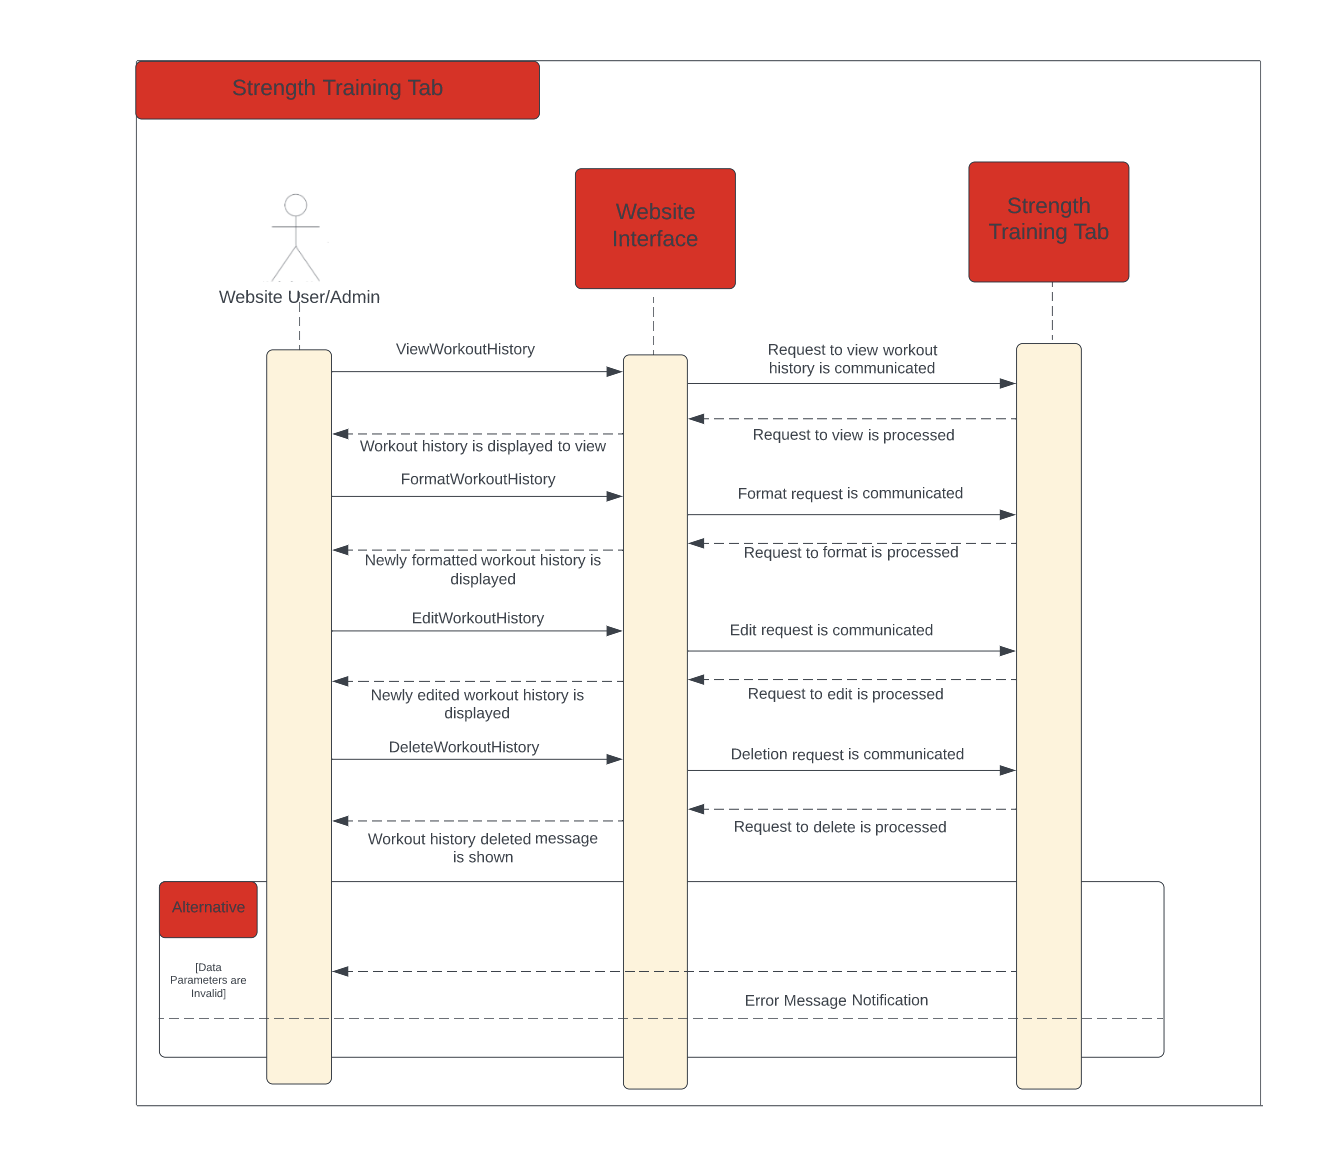 Strength Training Tab
Website
Interface
Strength
Training Tab
Website User/Admin
ViewWorkoutHistory
Request to view workout
history is communicated
Request to view is processed
Workout history is displayed to view
FormatWorkoutHistory
Format request is communicated
Request to format is processed
Newly formatted workout history is
displayed
EditWorkoutHistory
Edit request is communicated
Request to edit is processed
Newly edited workout history is
displayed
DeleteWorkoutHistory
Deletion request is communicated
Request to delete is processed
Workout history deleted message
is shown
Alternative
[Data
Parameters are
Invalid]
Error Message Notification